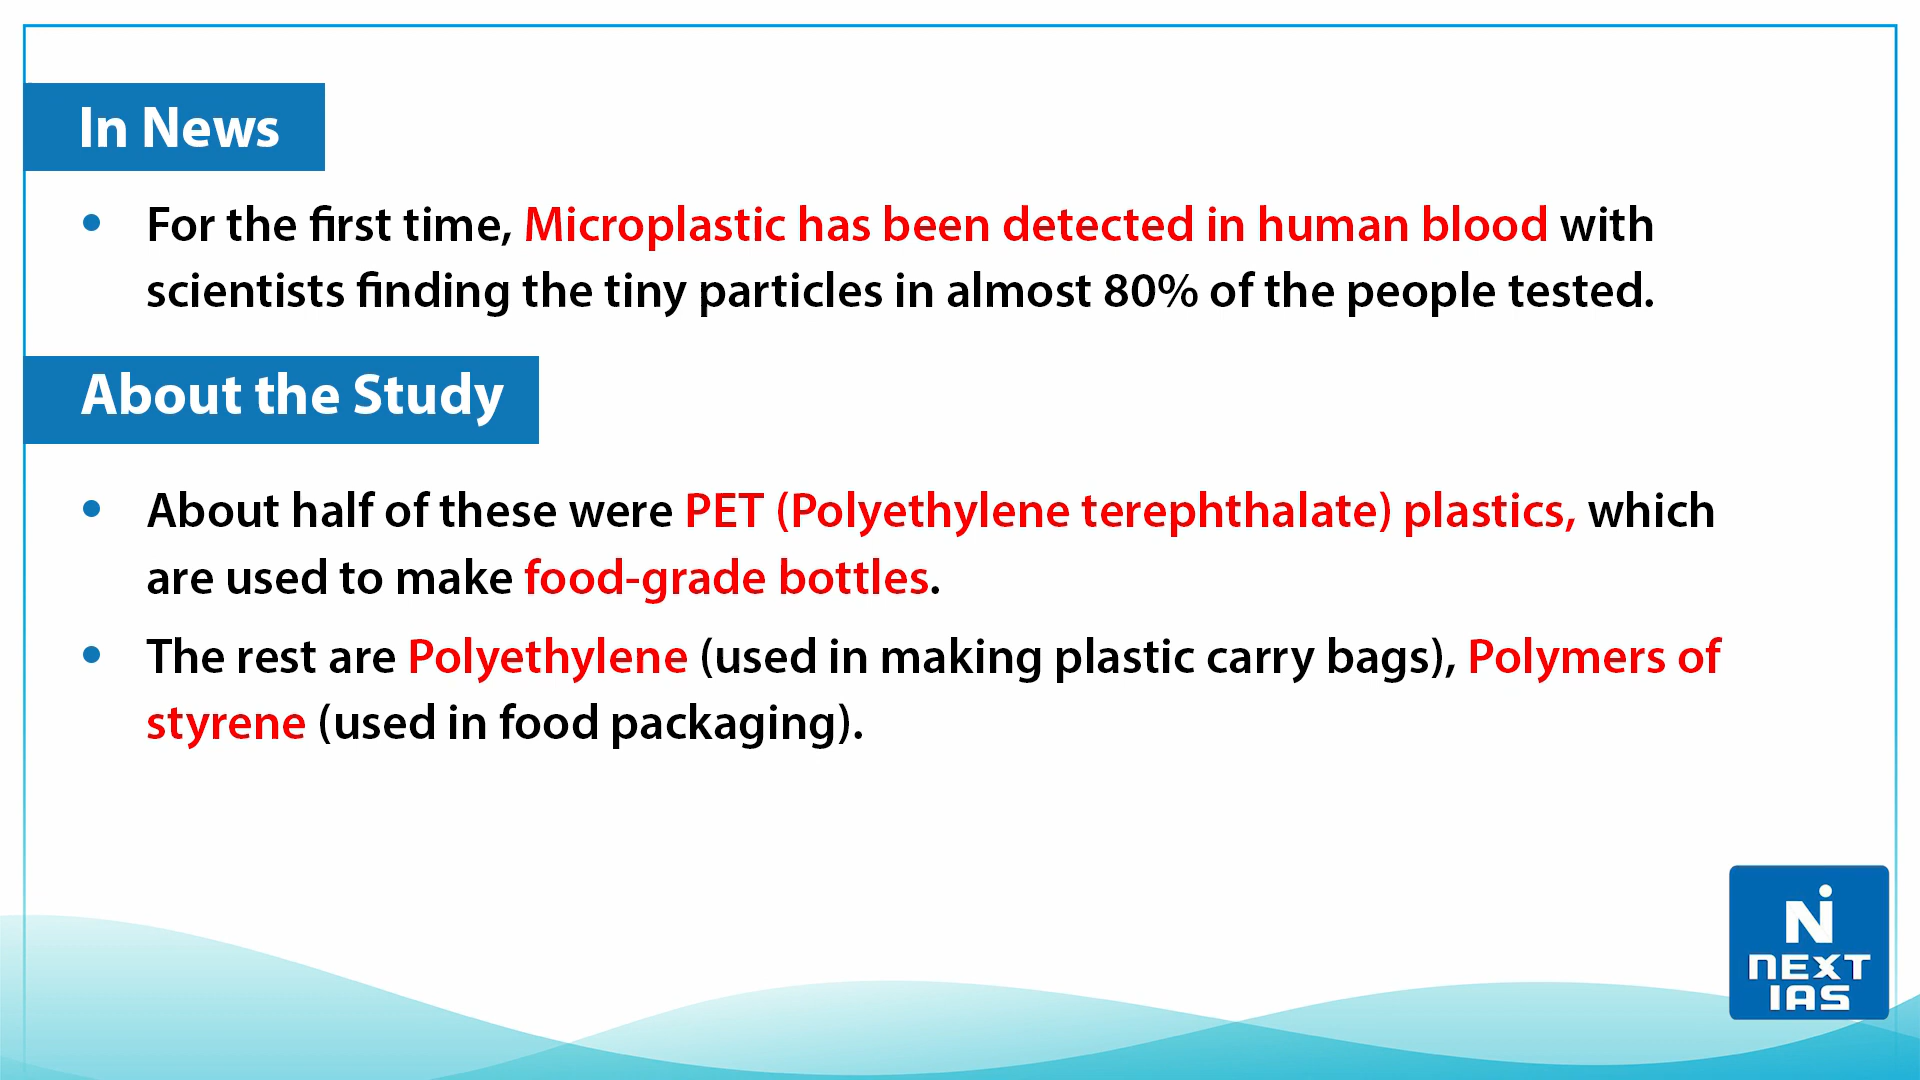 In News
• For the first time, Microplastic has been detected in human blood with
scientists finding the tiny particles in almost 80% of the people tested.
About the Study
• About half of these were PET (Polyethylene terephthalate) plastics, which
are used to make food-grade bottles.
• The rest are Polyethylene (used in making plastic carry bags), Polymers of
styrene (used in food packaging).
N
NEXT
IAS